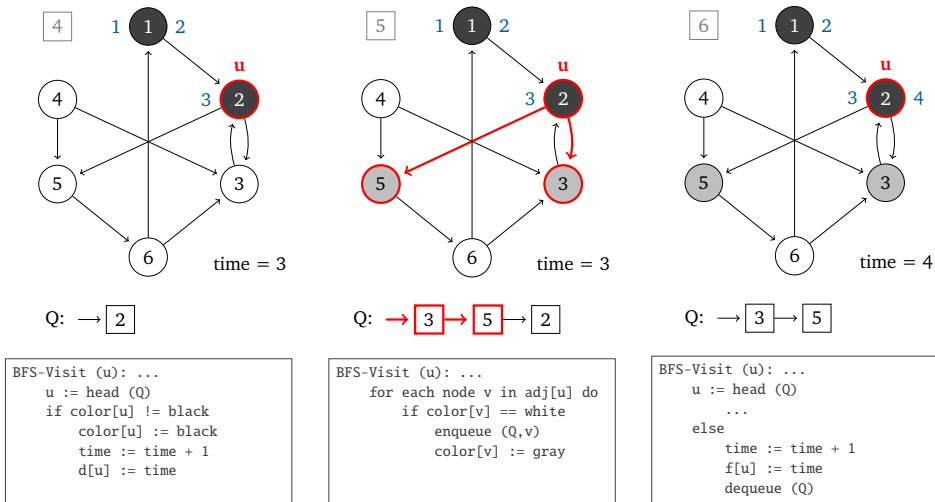 4
1 1 2
u
4
3 2
5
3
6
time = 3
Q: 2
BFS-Visit (u): ...
u := head (Q)
if color[u] != black
color[u] := black
time := time + 1
d[u] := time
5
1 1 2
u
4
3 2
5
3
6
time = 3
Q: 3 5 2
BFS-Visit (u): ...
for each node v in adj[u] do
if color[v] == white
enqueue (Q,v)
color[v] := gray
6
1 1 2
u
4
3 2 4
5
3
6
time = 4
Q: 3 5
BFS-Visit (u): ...
u := head (Q)
...
else
time := time + 1
f[u] := time
dequeue (Q)